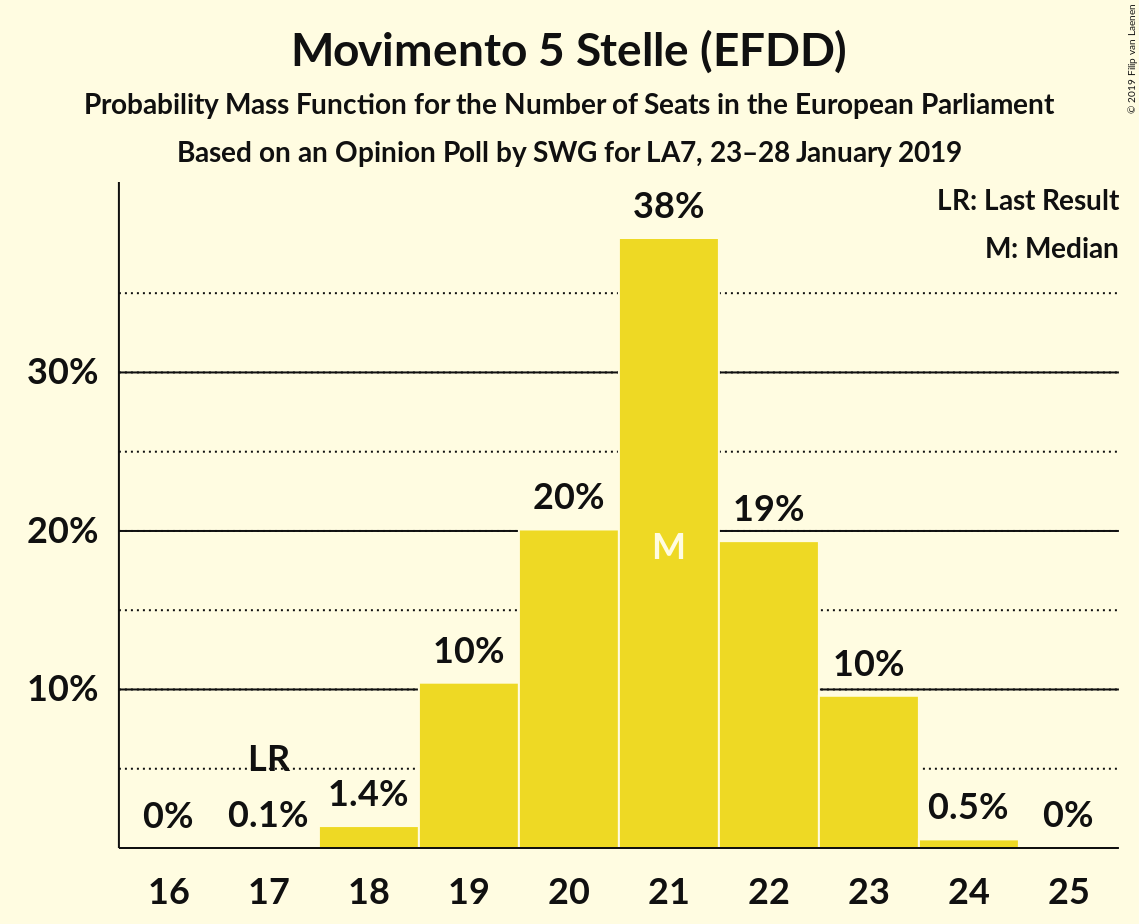 Movimento 5 Stelle (EFDD)
Probability Mass Function for the Number of Seats in the European Parliament
Based on an Opinion Poll by SWG for LA7, 23–28 January 2019
© 2019 Filip van Laenen
LR: Last Result
M: Median
38%
30%
20%
M
19%
20%
10%
10%
10%
LR
0%
0.1%
1.4%
0.5%
0%
16 17 18 19 20 21 22 23 24 25